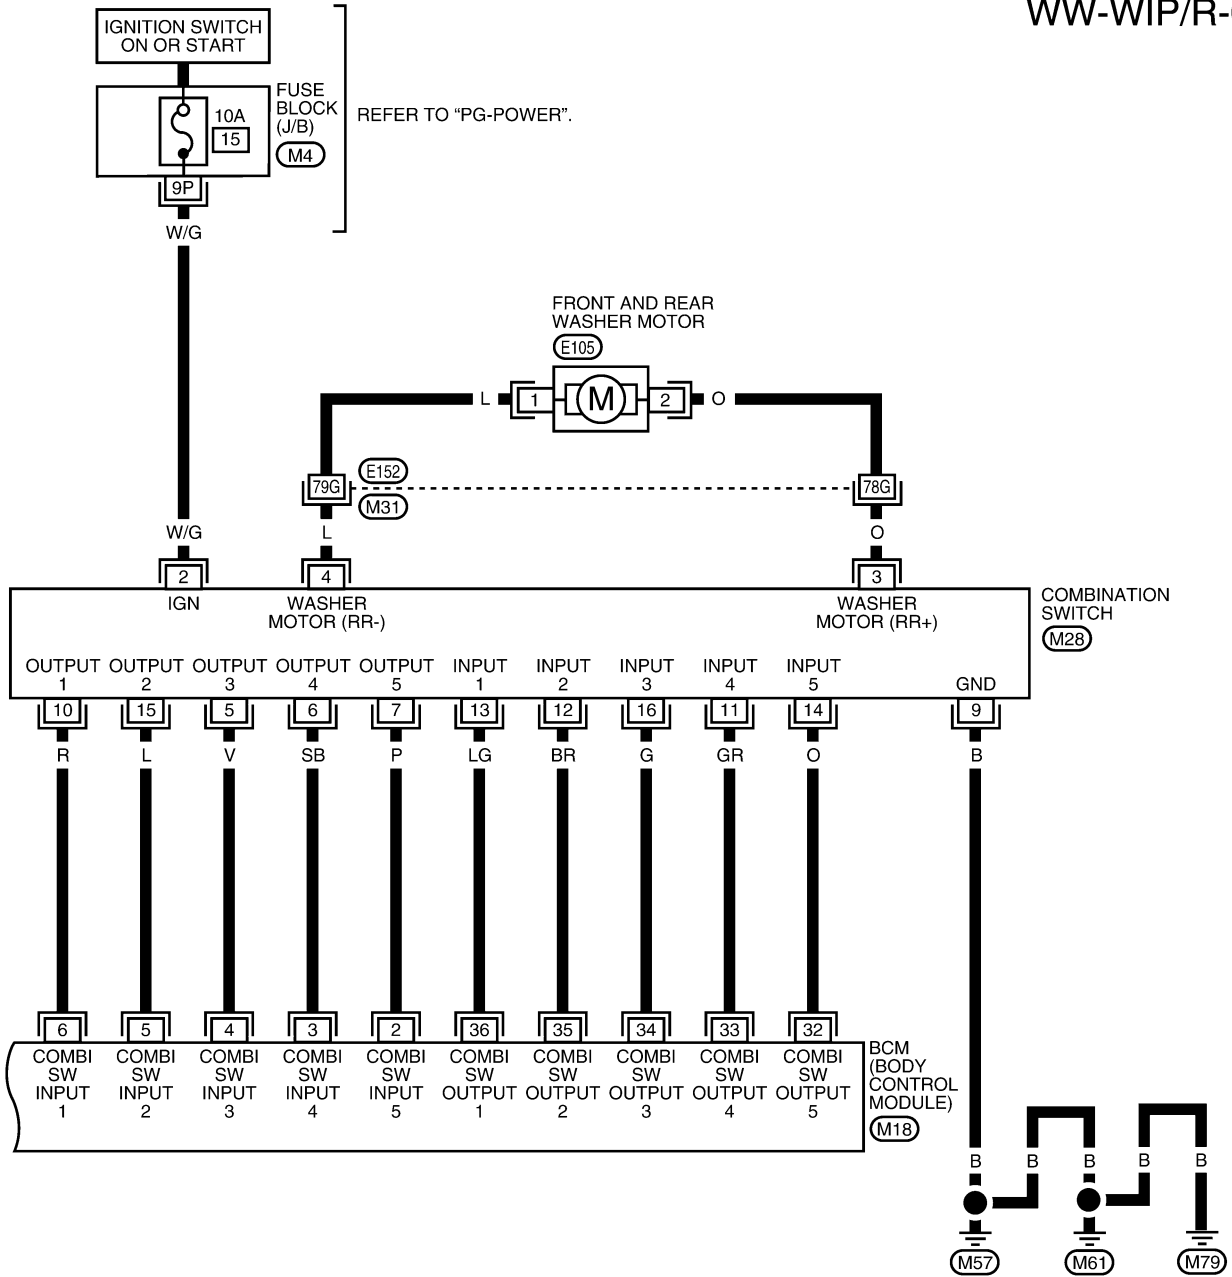 WW-WIP/R-
IGNITION SWITCH
ON OR START
FUSE
BLOCK
(J/B)
M4
10A
15
REFER TO “PG-POWER”.
9P
W/G
FRONT AND REAR
WASHER MOTOR
E105
L 1 M 2 O
79G E152 78G
M31
W/G L O
2 4 3
IGN WASHER WASHER
MOTOR (RR-) MOTOR (RR+)
COMBINATION
SWITCH
M28
OUTPUT OUTPUT OUTPUT OUTPUT OUTPUT INPUT INPUT INPUT INPUT INPUT
1 2 3 4 5 1 2 3 4 5 GND
10 15 5 6 7 13 12 16 11 14 9
R L V SB P LG BR G GR O B
6 5 4 3 2 36 35 34 33 32
COMBI COMBI COMBI COMBI COMBI COMBI COMBI COMBI COMBI COMBI
SW SW SW SW SW SW SW SW SW SW
INPUT INPUT INPUT INPUT INPUT OUTPUT OUTPUT OUTPUT OUTPUT OUTPUT
1 2 3 4 5 1 2 3 4 5
BCM
(BODY
CONTROL
MODULE)
M18
B B B B B
M57 M61 M79